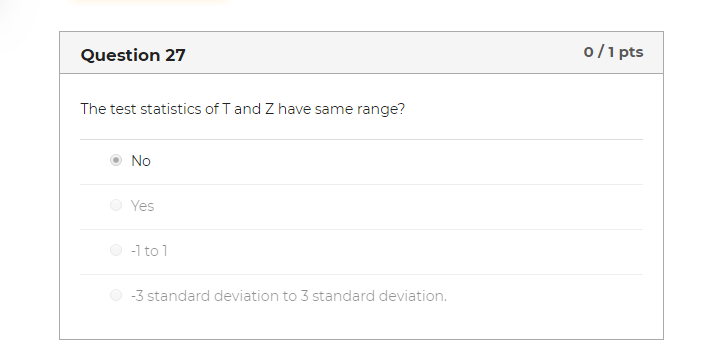 Question 27
0 / 1 pts
The test statistics of T and Z have same range?
No
Yes
-1 to 1
-3 standard deviation to 3 standard deviation.